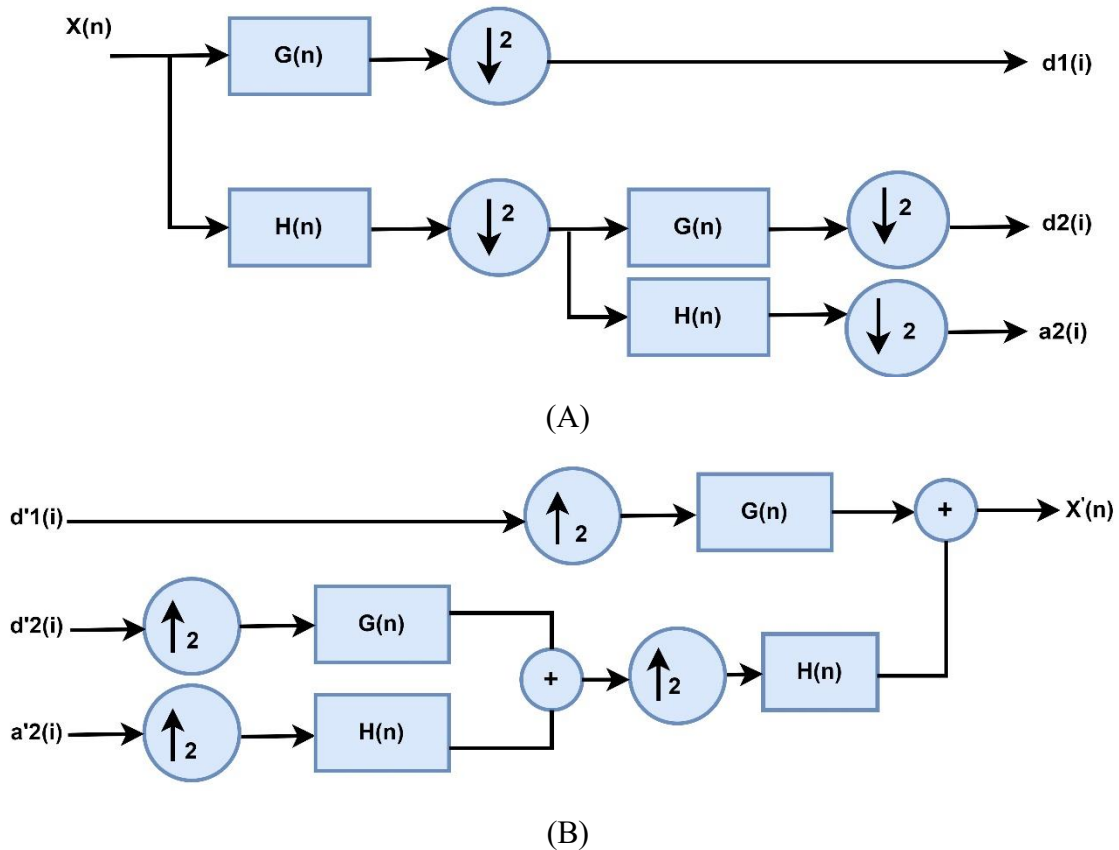 X(n)
G(n)
2
d1(i)
H(n)
2
G(n)
2
d2(i)
H(n)
2
a2(i)
(A)
d'1(i)
2
G(n)
+
X'(n)
d'2(i)
2
G(n)
+
2
H(n)
a'2(i)
2
H(n)
(B)